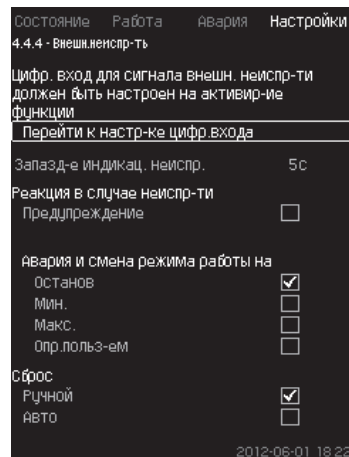 Состояние Работа Авария Настройки
4.4.4 - Внешн.неиспр-ть
Цифр. вход для сигнала внешн. неиспр-ти
должен быть настроен на активир-ие
функции
Перейти к настр-ке цифр.входа
Запазд-е индикац. неиспр. 5с
Реакция в случае неиспр-ти
Предупреждение
Авария и смена режима работы на
Останов
Мин.
Макс.
Опр.польз-ем
Сброс
Ручной
Авто
2012-06-01 18:22